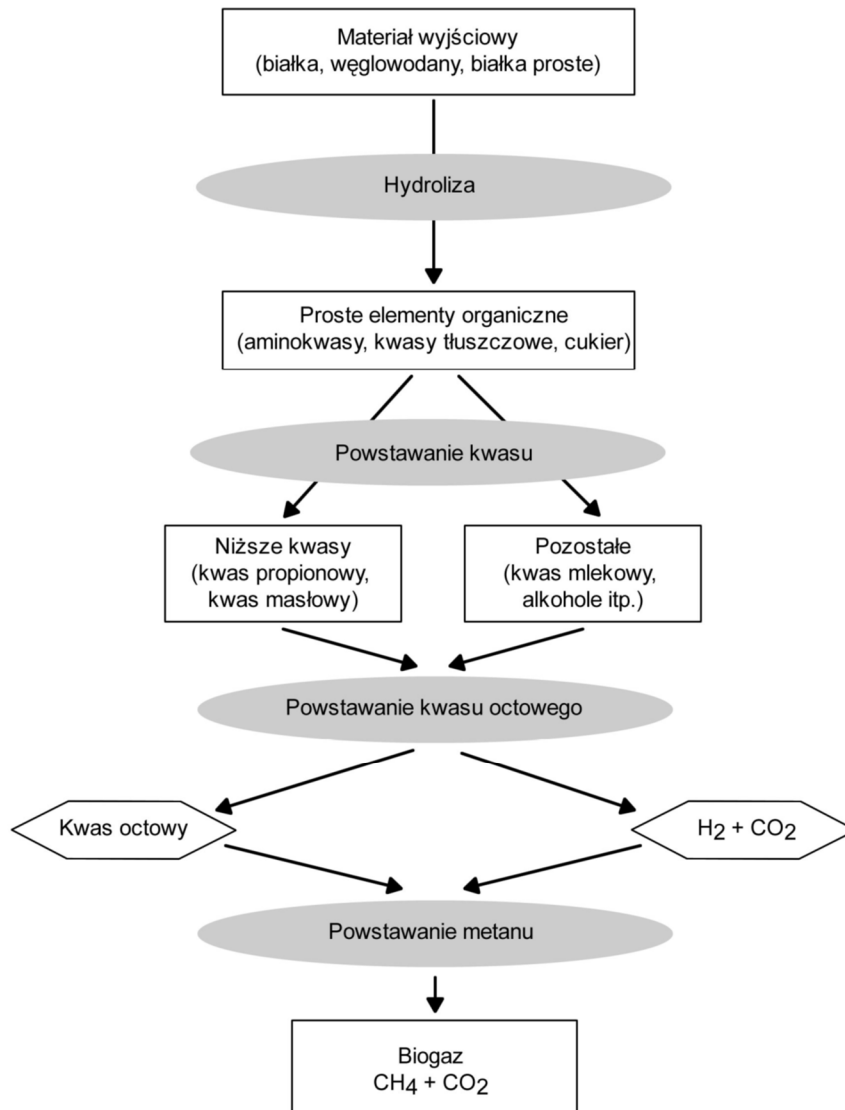 Materiał wyjściowy
(białka, węglowodany, białka proste)
Hydroliza
Proste elementy organiczne
(aminokwasy, kwasy tłuszczowe, cukier)
Powstawanie kwasu
Niższe kwasy
(kwas propionowy,
kwas masłowy)
Pozostałe
(kwas mlekowy,
alkohole itp.)
Powstawanie kwasu octowego
Kwas octowy
H2 + CO2
Powstawanie metanu
Biogaz
CH4 + CO2